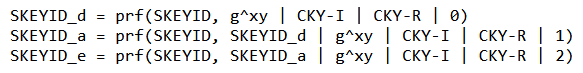 SKEYID_d = prf(SKEYID, g^xy | CKY-I | CKY-R | 0)
SKEYID_a = prf(SKEYID, SKEYID_d | g^xy | CKY-I | CKY-R | 1)
SKEYID_e = prf(SKEYID, SKEYID_a | g^xy | CKY-I | CKY-R | 2)